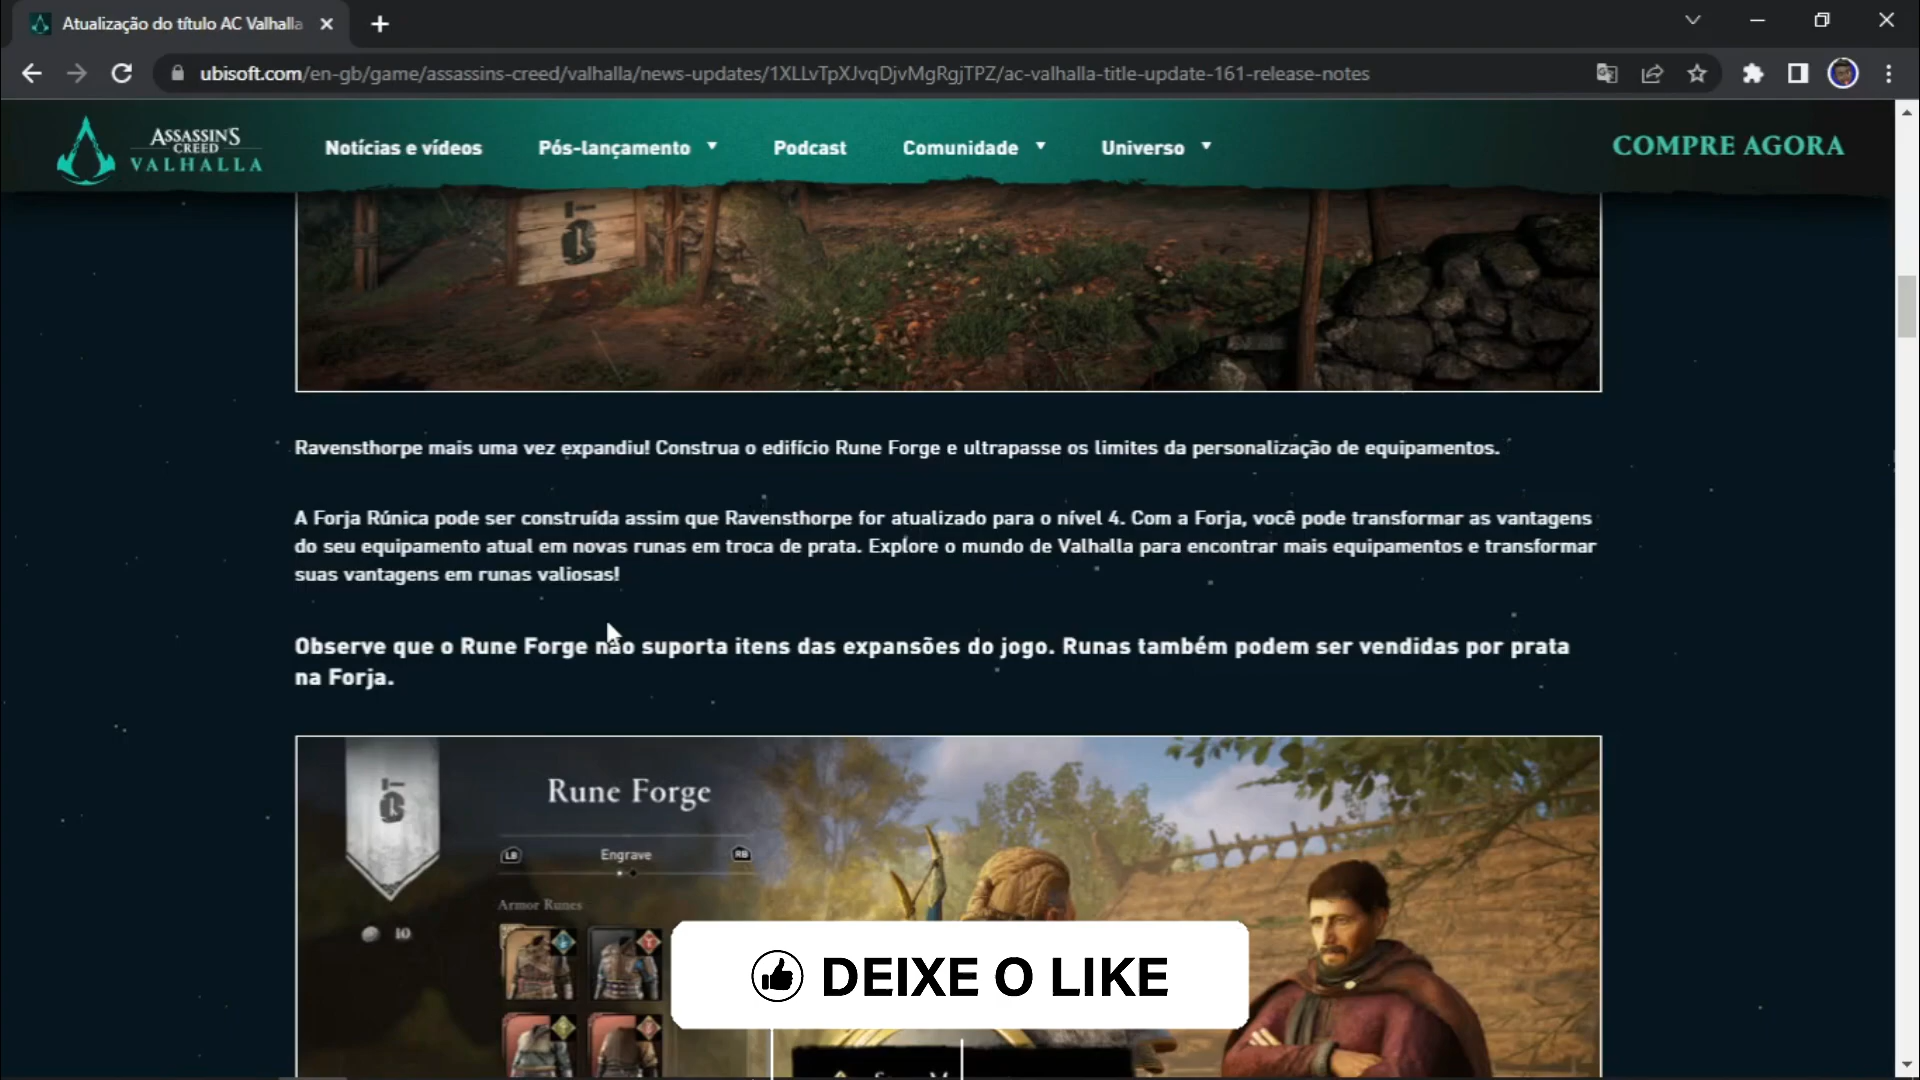 Atualização do título AC Valhalla
ubisoft.com/en-gb/game/assassins-creed/valhalla/news-updates/1XLLvTpXJvqDjvMgRgjTPZ/ac-valhalla-title-update-161-release-notes
ASSASSIN'S
CREED
VALHALLA
Notícias e vídeos
Pós-lançamento
Podcast
Comunidade
Universo
COMPRE AGORA
Ravensthorpe mais uma vez expandiu! Construa o edifício Rune Forge e ultrapasse os limites da personalização de equipamentos.
A Forja Rúnica pode ser construída assim que Ravensthorpe for atualizado para o nível 4. Com a Forja, você pode transformar as vantagens
do seu equipamento atual em novas runas em troca de prata. Explore o mundo de Valhalla para encontrar mais equipamentos e transformar
suas vantagens em runas valiosas!
Observe que o Rune Forge não suporta itens das expansões do jogo. Runas também podem ser vendidas por prata
na Forja.
Rune Forge
LB
Engrave
RB
Armor Runes
10
DEIXE O LIKE